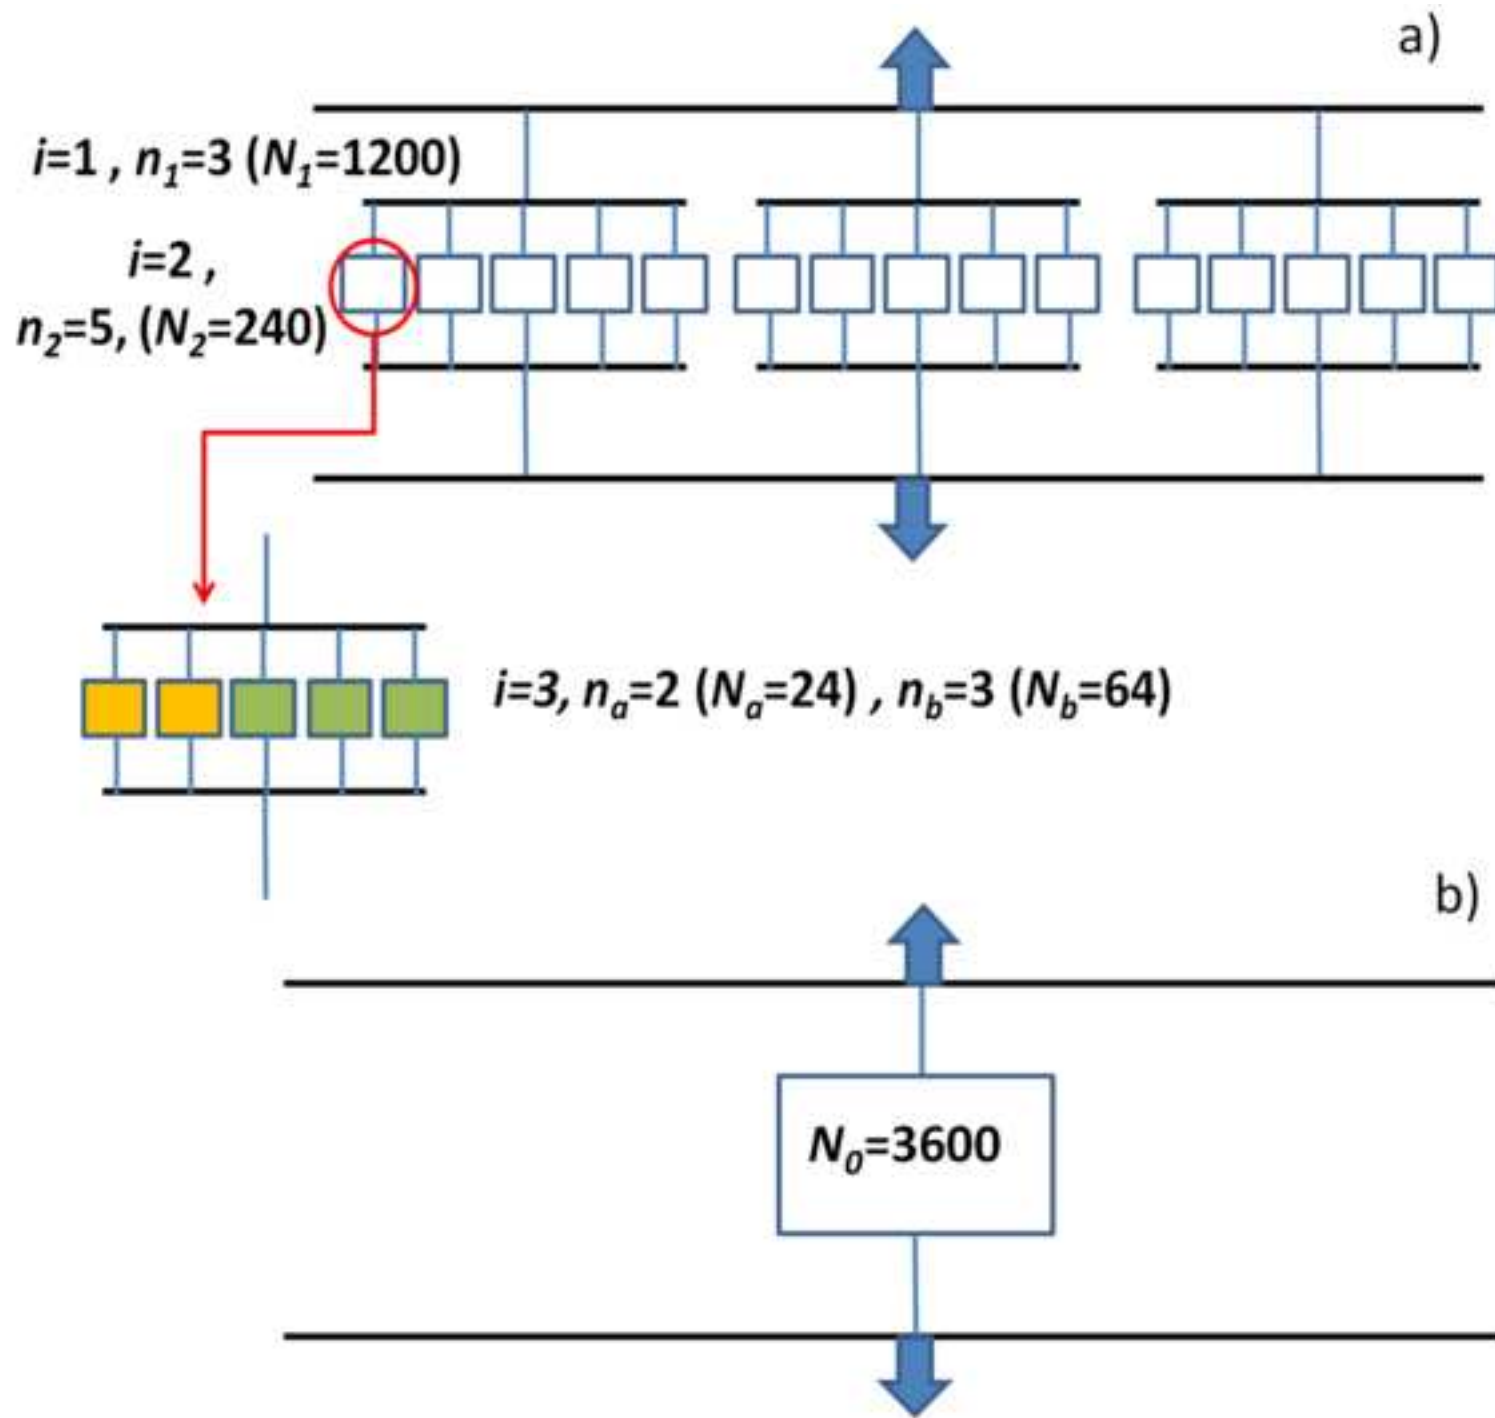 a)
i=1 , n1=3 (N1=1200)
i=2 ,
n2=5, (N2=240)
i=3, na=2 (Na=24) , nb=3 (Nb=64)
b)
N0=3600